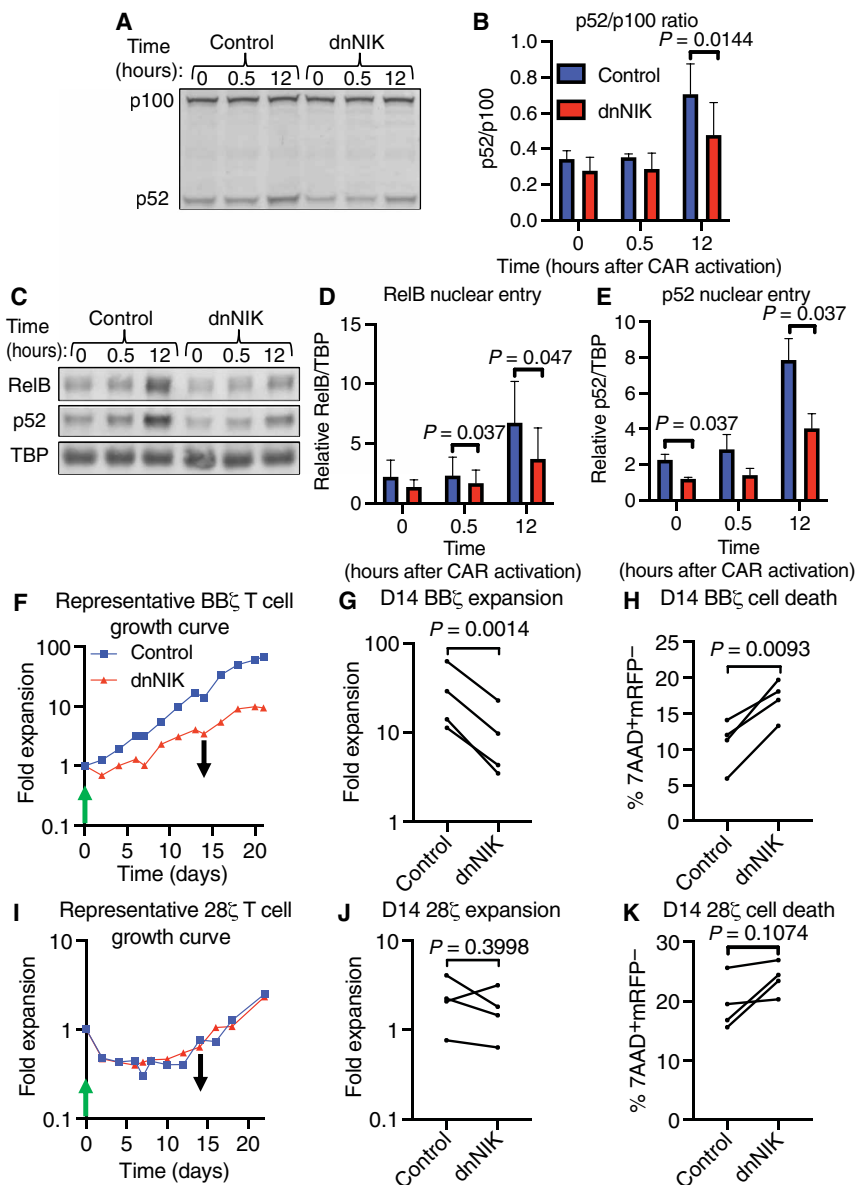 A
Time (hours):
Control
dnNIK
0 0.5 12 0 0.5 12
p100
p52
B
p52/p100 ratio
P = 0.0144
Control
dnNIK
p52/p100
1.0
0.8
0.6
0.4
0.2
0.0
0 0.5 12
Time (hours after CAR activation)
C
Time (hours):
Control
dnNIK
0 0.5 12 0 0.5 12
RelB
p52
TBP
D
RelB nuclear entry
Relative RelB/TBP
15
10
5
0
P = 0.037
P = 0.047
0 0.5 12
Time
(hours after CAR activation)
E
p52 nuclear entry
Relative p52/TBP
10
8
6
4
2
0
P = 0.037
P = 0.037
0 0.5 12
Time
(hours after CAR activation)
F
Representative BBζ T cell
growth curve
Control
dnNIK
Fold expansion
100
10
1
0.1
0 5 10 15 20
Time (days)
G
D14 BBζ expansion
P = 0.0014
Fold expansion
100
10
1
Control
dnNIK
H
D14 BBζ cell death
P = 0.0093
% 7AAD+mRFP−
25
20
15
10
5
0
Control
dnNIK
I
Representative 28ζ T cell
growth curve
Fold expansion
10
1
0.1
0 5 10 15 20
Time (days)
J
D14 28ζ expansion
P = 0.3998
Fold expansion
10
1
0.1
Control
dnNIK
K
D14 28ζ cell death
P = 0.1074
% 7AAD+mRFP−
30
20
10
0
Control
dnNIK